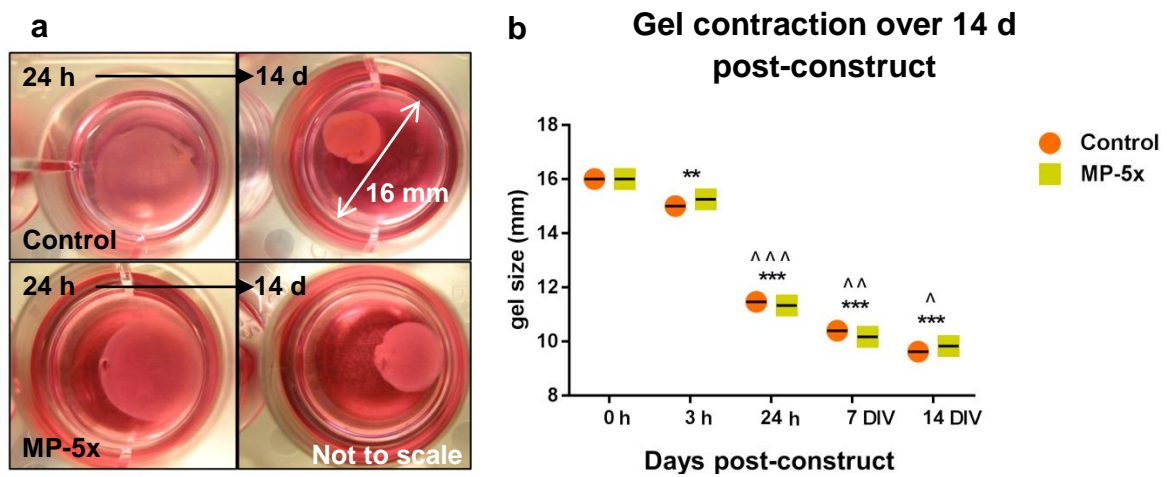 a
24 h
14 d
16 mm
Control
24 h
14 d
MP-5x
Not to scale
b
Gel contraction over 14 d
post-construct
gel size (mm)
18
16
14
12
10
8
**
^ ^ ^
***
^ ^
***
^
***
0 h
3 h
24 h
7 DIV
14 DIV
Days post-construct
Control
MP-5x